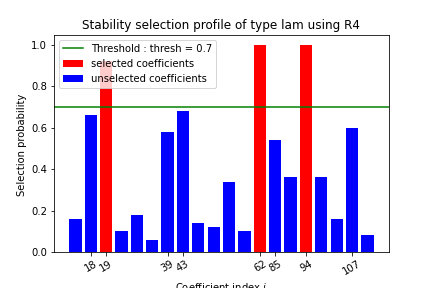 Stability selection profile of type lam using R4
Threshold : thresh = 0.7
selected coefficients
unselected coefficients
Selection probability
1.0
0.8
0.6
0.4
0.2
0.0
18 19 39 43 62 85 94 107
Coefficient index i